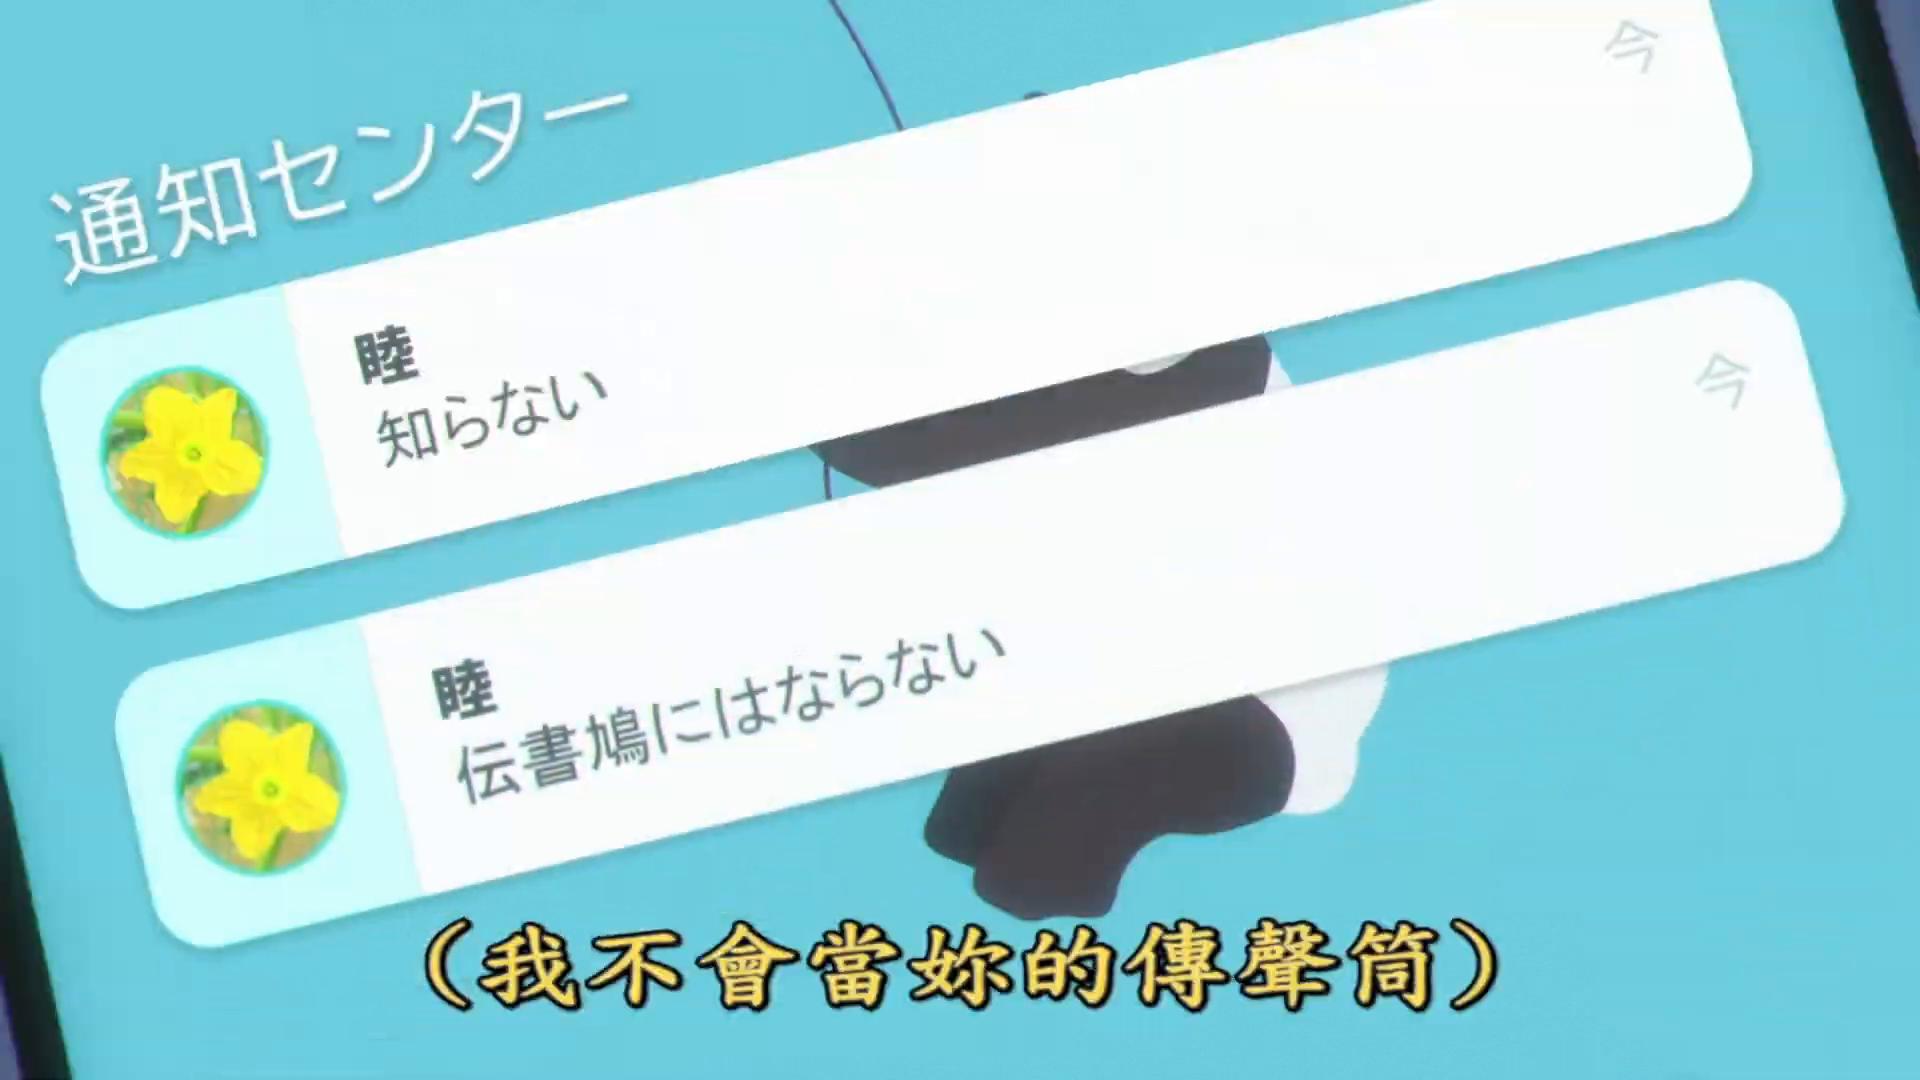 通知センター
今
睦
知らない
今
睦
伝書鳩にはならない
（我不會當妳的傳聲筒）